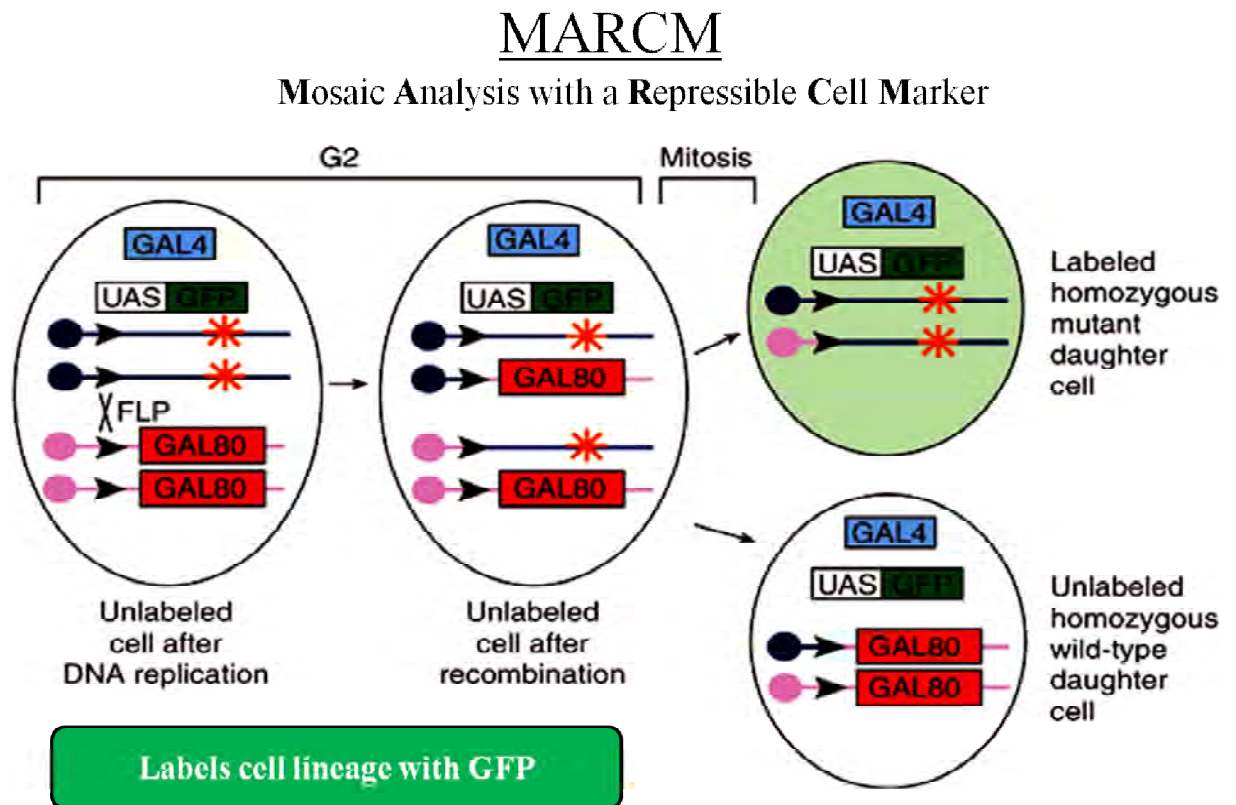 MARCM
Mosaic Analysis with a Repressible Cell Marker
G2
Mitosis
GAL4
UAS GFP
FLP
GAL80
GAL80
Unlabeled
cell after
DNA replication
GAL4
UAS GFP
GAL80
GAL80
Unlabeled
cell after
recombination
GAL4
UAS GFP
Labeled
homozygous
mutant
daughter
cell
GAL4
UAS GFP
GAL80
GAL80
Unlabeled
homozygous
wild-type
daughter
cell
Labels cell lineage with GFP